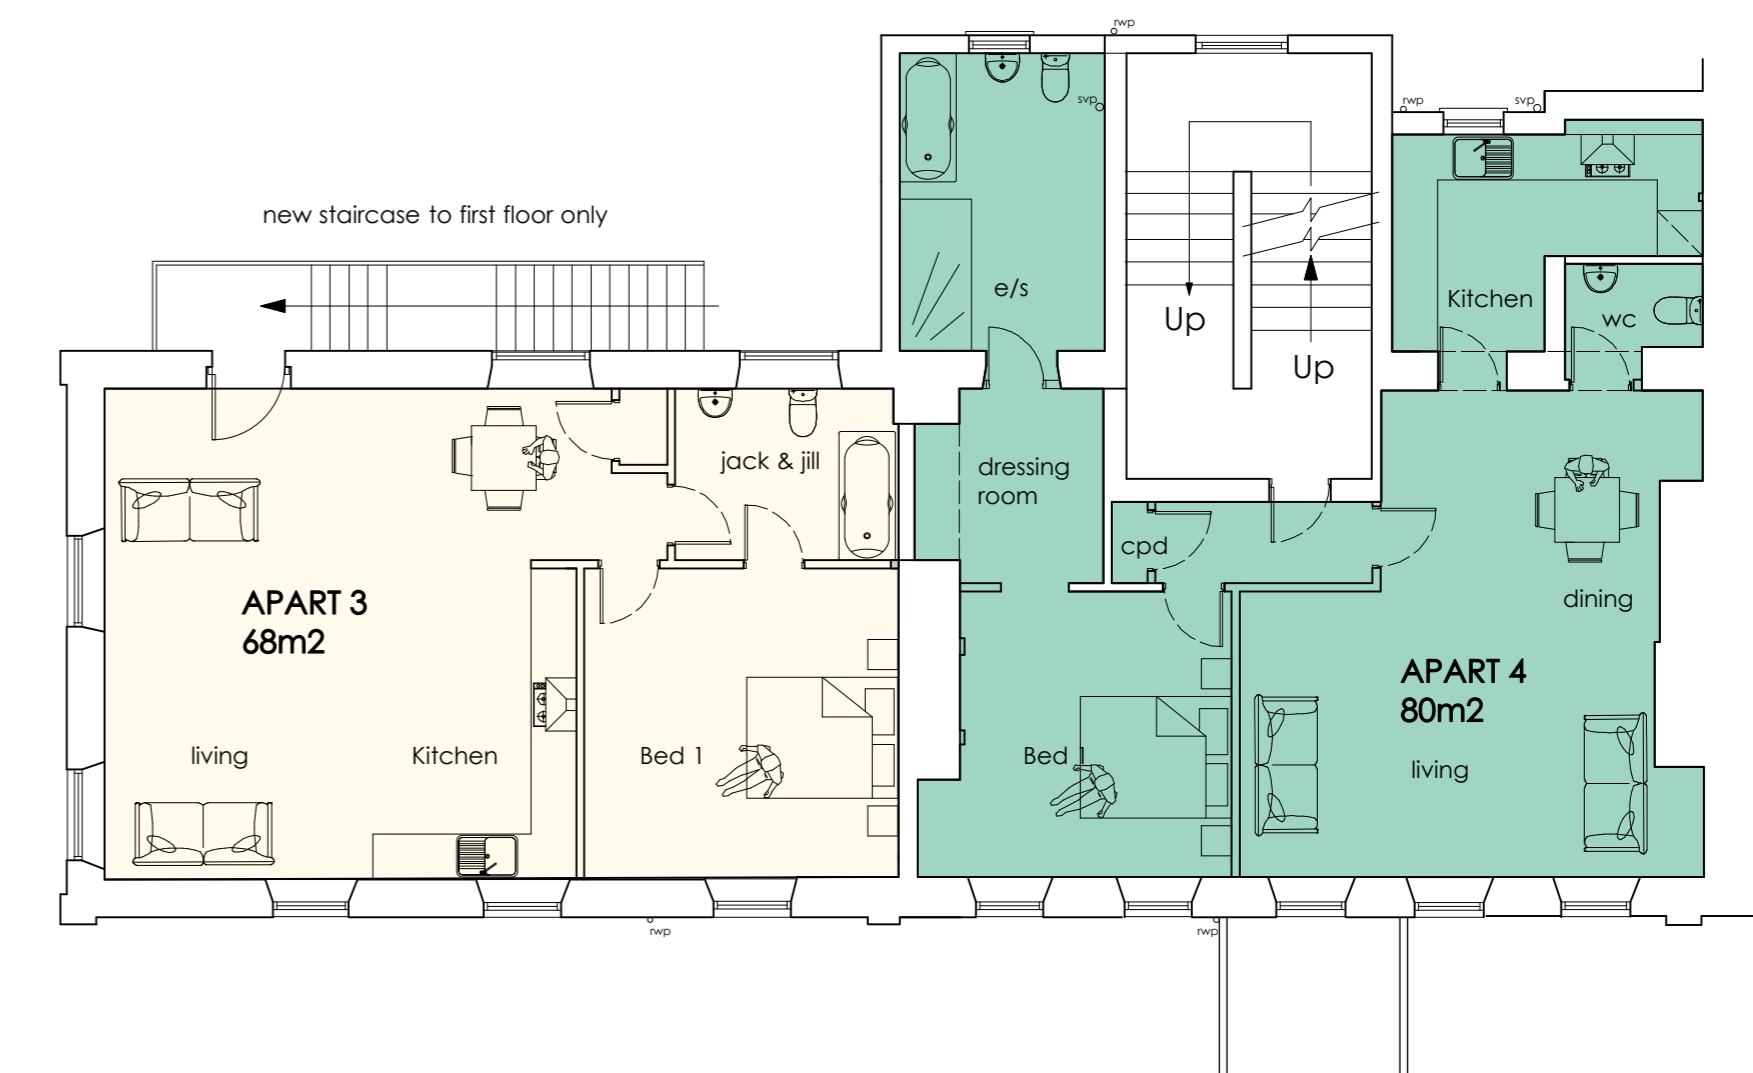 rwp
svp
rwp
svp
new staircase to first floor only
e/s
Up
Up
Kitchen
wc
jack & jill
dressing
room
cpd
APART 3
68m2
dining
APART 4
80m2
living
Kitchen
Bed 1
Bed 1
living
rwp
rwp